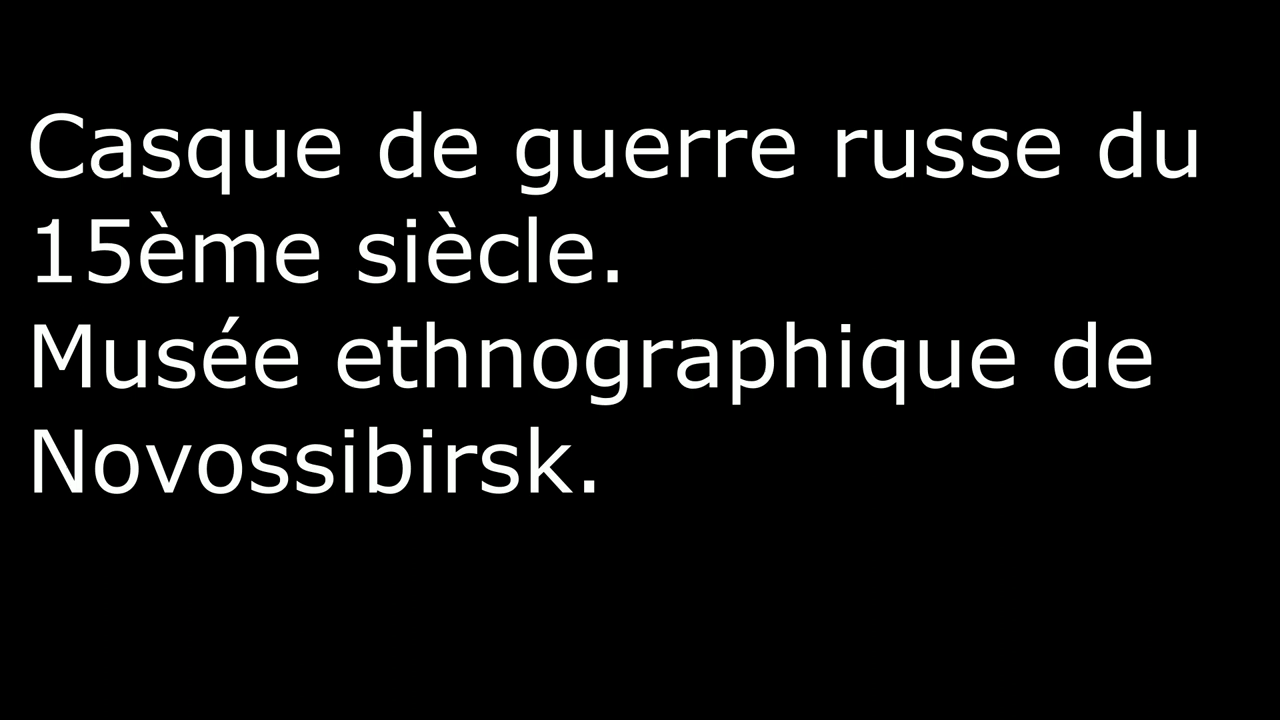 Casque de guerre russe du
15ème siècle.
Musée ethnographique de
Novossibirsk.